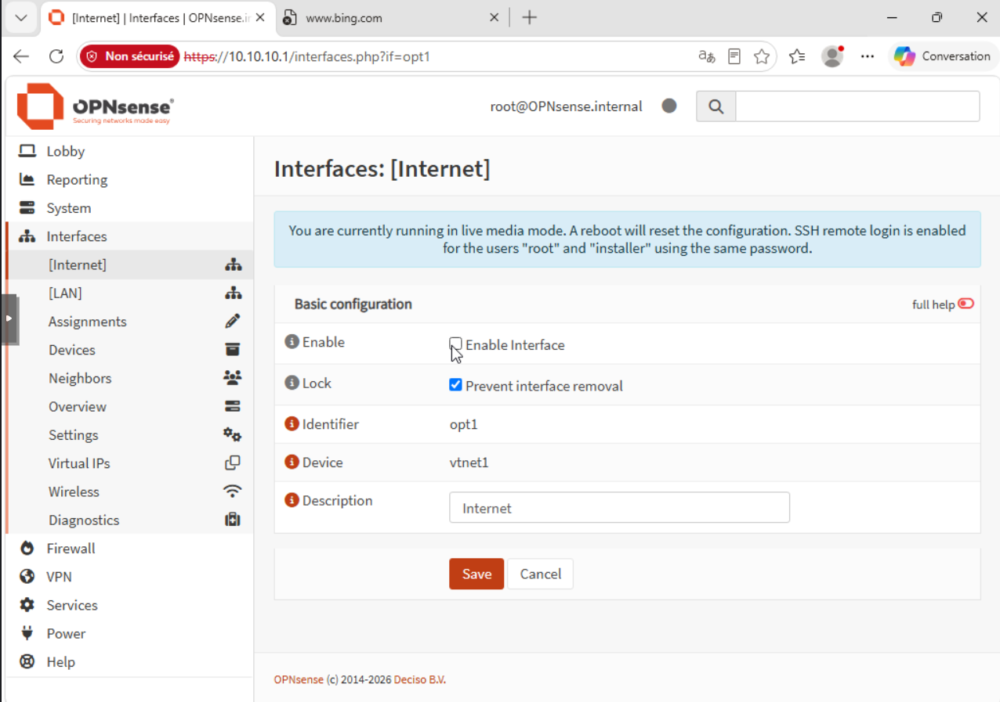 [Internet] | Interfaces | OPNsense.i
www.bing.com
Non sécurisé https://10.10.10.1/interfaces.php?if=opt1
Conversation
OPNsense®
Securing networks made easy
root@OPNsense.internal
Lobby
Reporting
System
Interfaces
[Internet]
[LAN]
Assignments
Devices
Neighbors
Overview
Settings
Virtual IPs
Wireless
Diagnostics
Firewall
VPN
Services
Power
Help
Interfaces: [Internet]
You are currently running in live media mode. A reboot will reset the configuration. SSH remote login is enabled
for the users "root" and "installer" using the same password.
Basic configuration
full help
Enable
Enable Interface
Lock
Prevent interface removal
Identifier
opt1
Device
vtnet1
Description
Internet
Save
Cancel
OPNsense (c) 2014-2026 Deciso B.V.